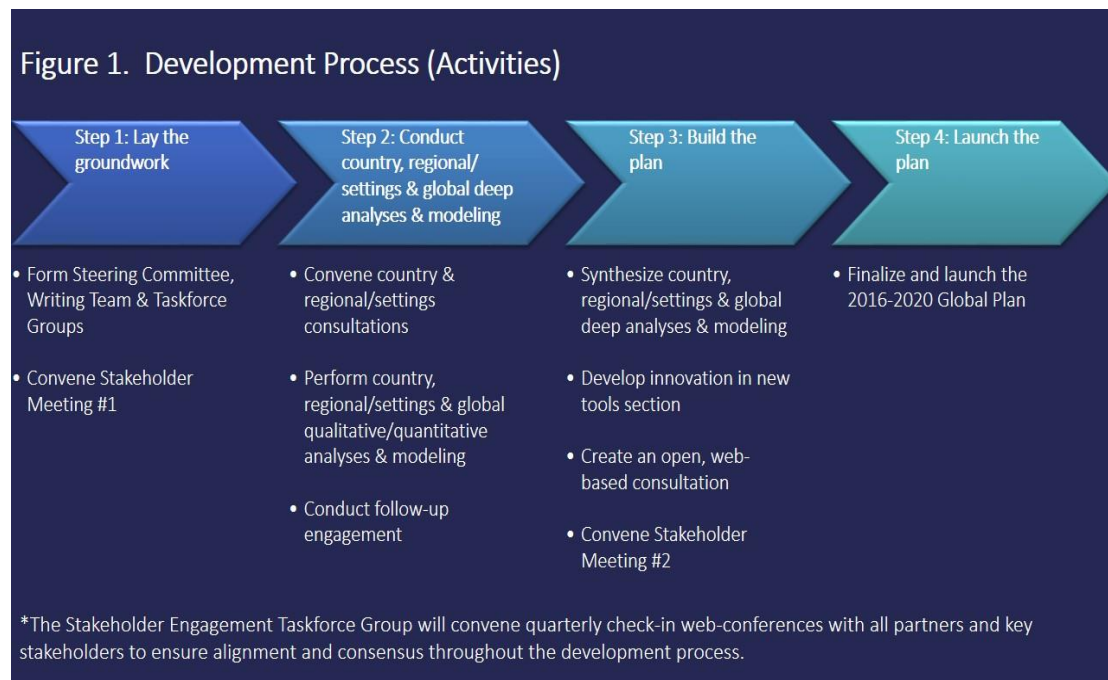 Figure 1. Development Process (Activities)
Step 1: Lay the
groundwork
Step 2: Conduct
country, regional/
settings & global deep
analyses & modeling
Step 3: Build the
plan
Step 4: Launch the
plan
• Form Steering Committee,
Writing Team & Taskforce
Groups
• Convene Stakeholder
Meeting #1
• Convene country &
regional/settings
consultations
• Perform country,
regional/settings & global
qualitative/quantitative
analyses & modeling
• Conduct follow-up
engagement
• Synthesize country,
regional/settings & global
deep analyses & modeling
• Develop innovation in new
tools section
• Create an open, web-
based consultation
• Convene Stakeholder
Meeting #2
• Finalize and launch the
2016-2020 Global Plan
*The Stakeholder Engagement Taskforce Group will convene quarterly check-in web-conferences with all partners and key
stakeholders to ensure alignment and consensus throughout the development process.